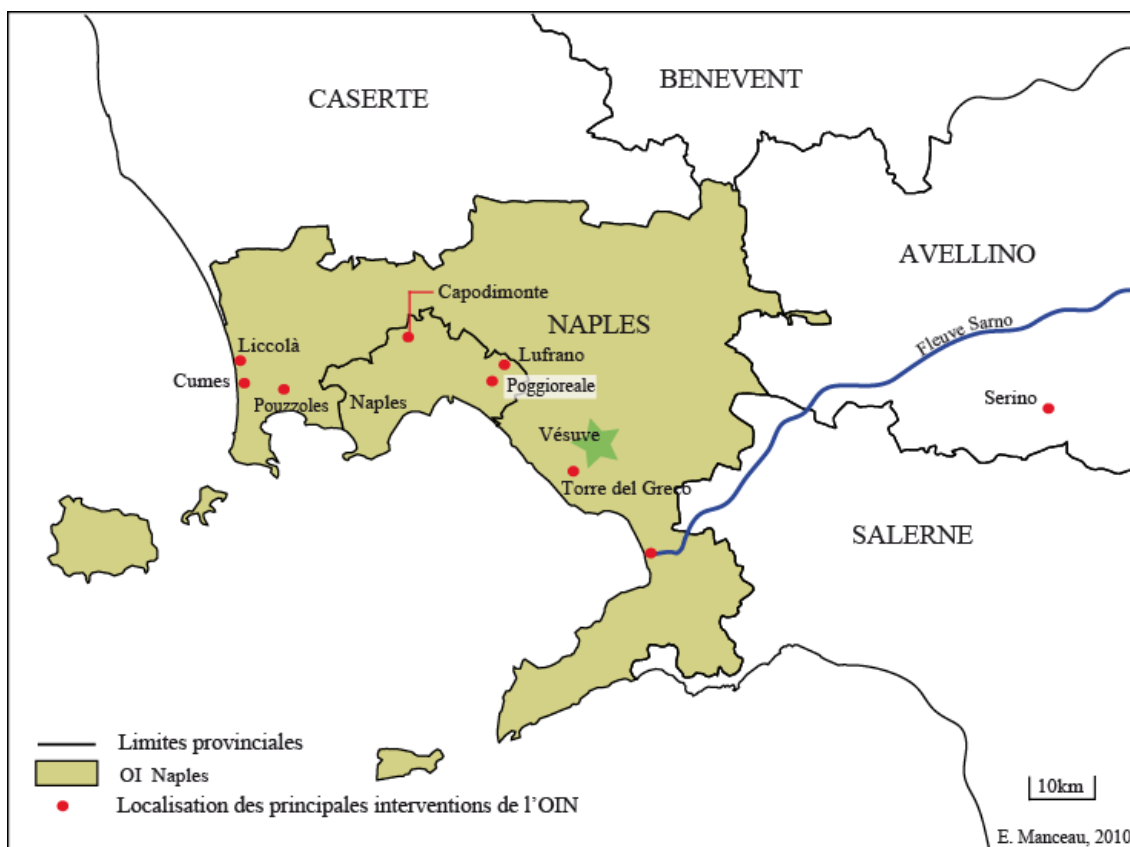 BENEVENT
CASERTE
AVELLINO
Capodimonte
NAPLES
Fleuve Sarno
Liccolà
Lufrano
Cumes
Poggioreale
Pouzzoles
Naples
Serino
Vésuve
Torre del Greco
SALERNE
Limites provinciales
OI Naples
Localisation des principales interventions de l’OIN
10km
E. Manceau, 2010